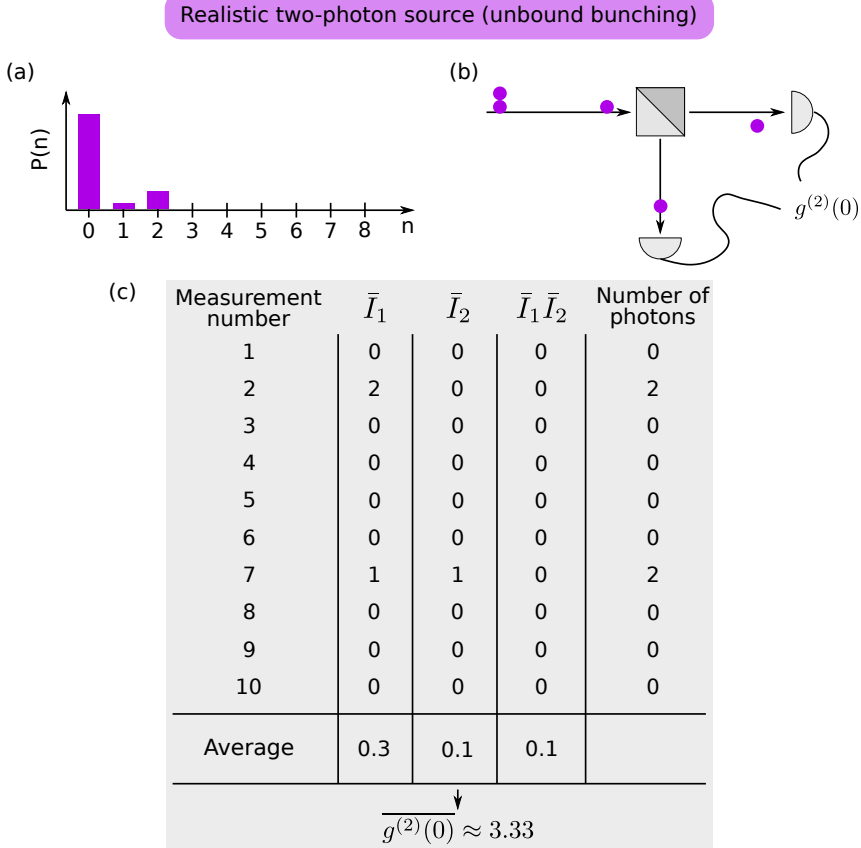 Realistic two-photon source (unbound bunching)
(a)
P(n)
0 1 2 3 4 5 6 7 8 n
(b)
g^{(2)}(0)
(c)
Measurement number Ī₁ Ī₂ Ī₁Ī₂ Number of photons
1 0 0 0 0
2 2 0 0 2
3 0 0 0 0
4 0 0 0 0
5 0 0 0 0
6 0 0 0 0
7 1 1 0 2
8 0 0 0 0
9 0 0 0 0
10 0 0 0 0
Average 0.3 0.1 0.1
\overline{g^{(2)}(0)} ≈ 3.33